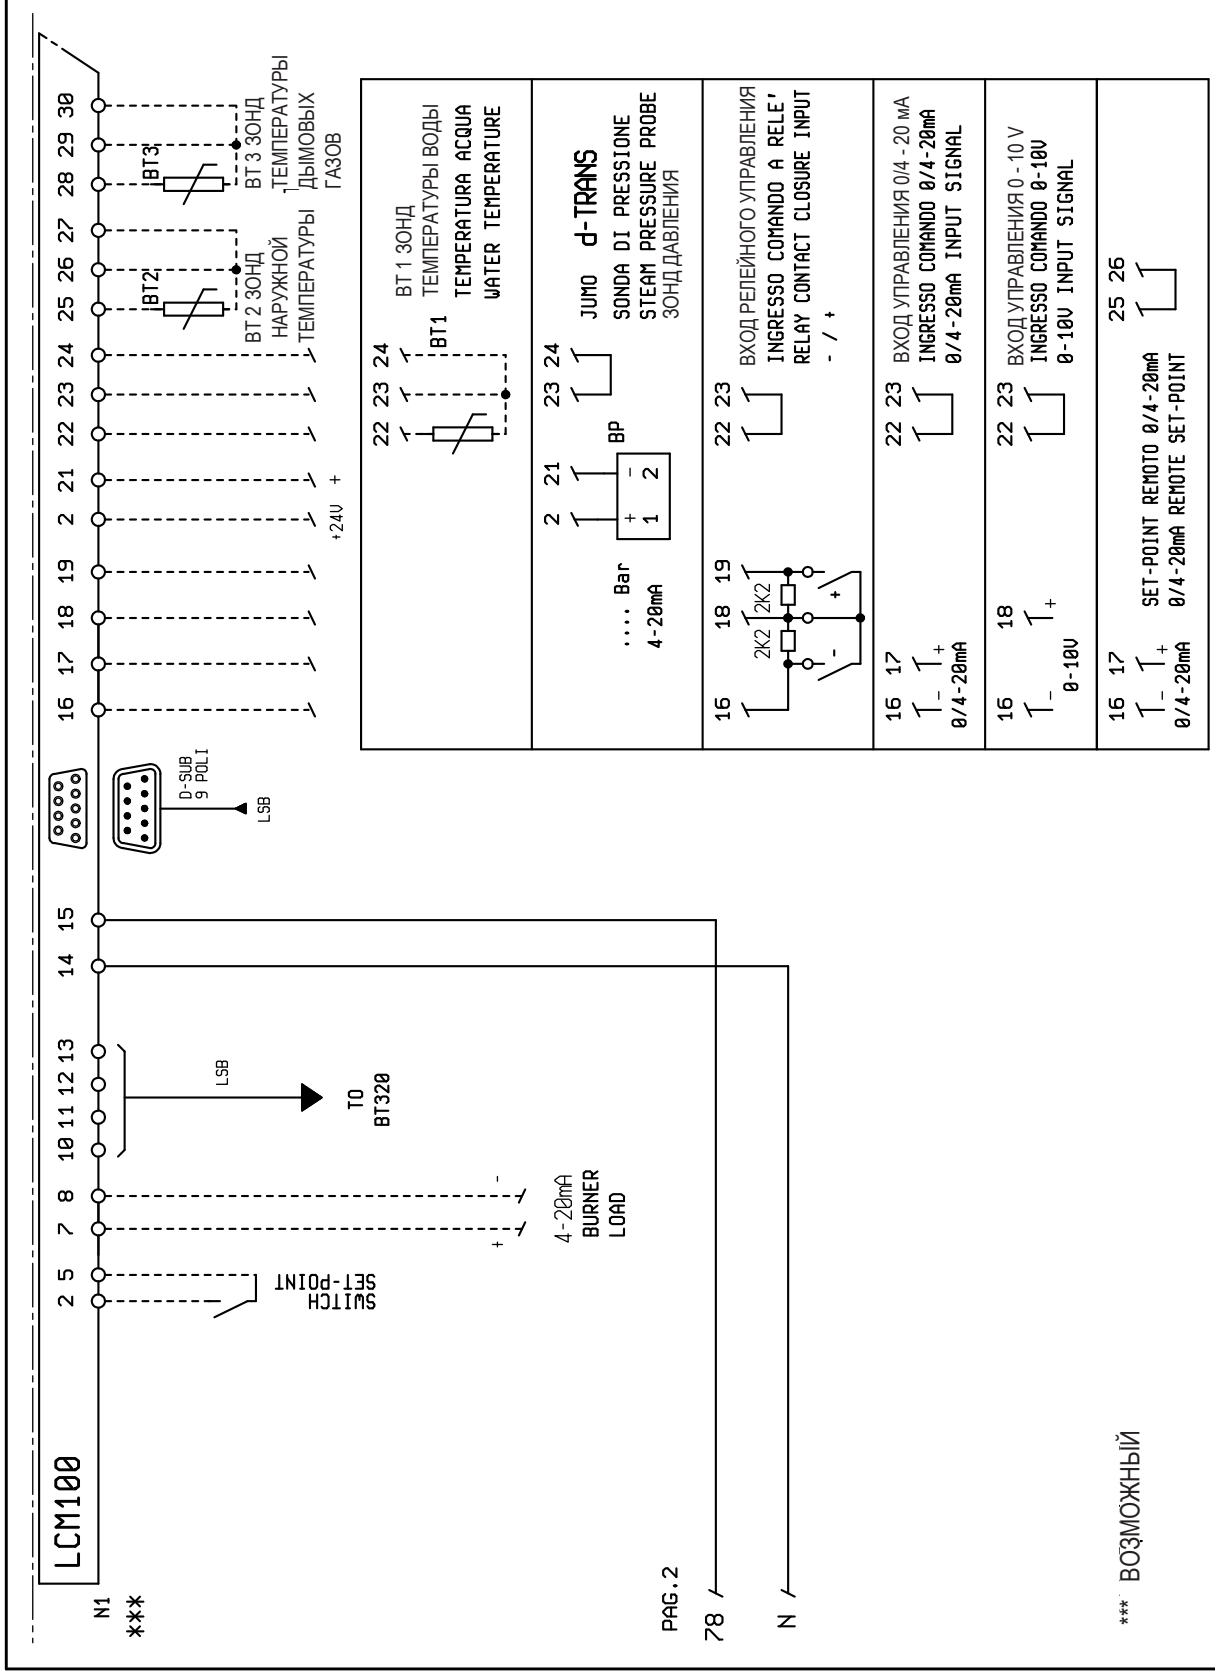 LCM100
N1
***
2 5 7 8 10 11 12 13 14 15 16 17 18 19 2 21 22 23 24 25 26 27 28 29 30
SWITCH
SET-POINT
+ -
4-20mA
BURNER
LOAD
LSB
TO
BT320
D-SUB
9 POLI
LSB
+24V +
BT2
ВТ 2 ЗОНД
НАРУЖНОЙ
ТЕМПЕРАТУРЫ
BT3
ВТ 3 ЗОНД
ТЕМПЕРАТУРЫ
ДЫМОВЫХ
ГАЗОВ
PAG.2
78
N
22 23 24
BT1
ВТ 1 ЗОНД
ТЕМПЕРАТУРЫ ВОДЫ
TEMPERATURA ACQUA
WATER TEMPERATURE
2 21 23 24
+ -
1 2
BP
.... Bar
4-20mA
JUMO d-TRANS
SONDA DI PRESSIONE
STEAM PRESSURE PROBE
ЗОНД ДАВЛЕНИЯ
16 18 19 22 23
2K2 2K2
- +
ВХОД РЕЛЕЙНОГО УПРАВЛЕНИЯ
INGRESSO COMANDO A RELE'
RELAY CONTACT CLOSURE INPUT
- / +
16 17 22 23
- +
0/4-20mA
ВХОД УПРАВЛЕНИЯ 0/4 - 20 мА
INGRESSO COMANDO 0/4-20mA
0/4-20mA INPUT SIGNAL
16 18 22 23
- +
0-10V
ВХОД УПРАВЛЕНИЯ 0 - 10 V
INGRESSO COMANDO 0-10V
0-10V INPUT SIGNAL
16 17 25 26
- +
0/4-20mA
SET-POINT REMOTO 0/4-20mA
0/4-20mA REMOTE SET-POINT
*** ВОЗМОЖНЫЙ